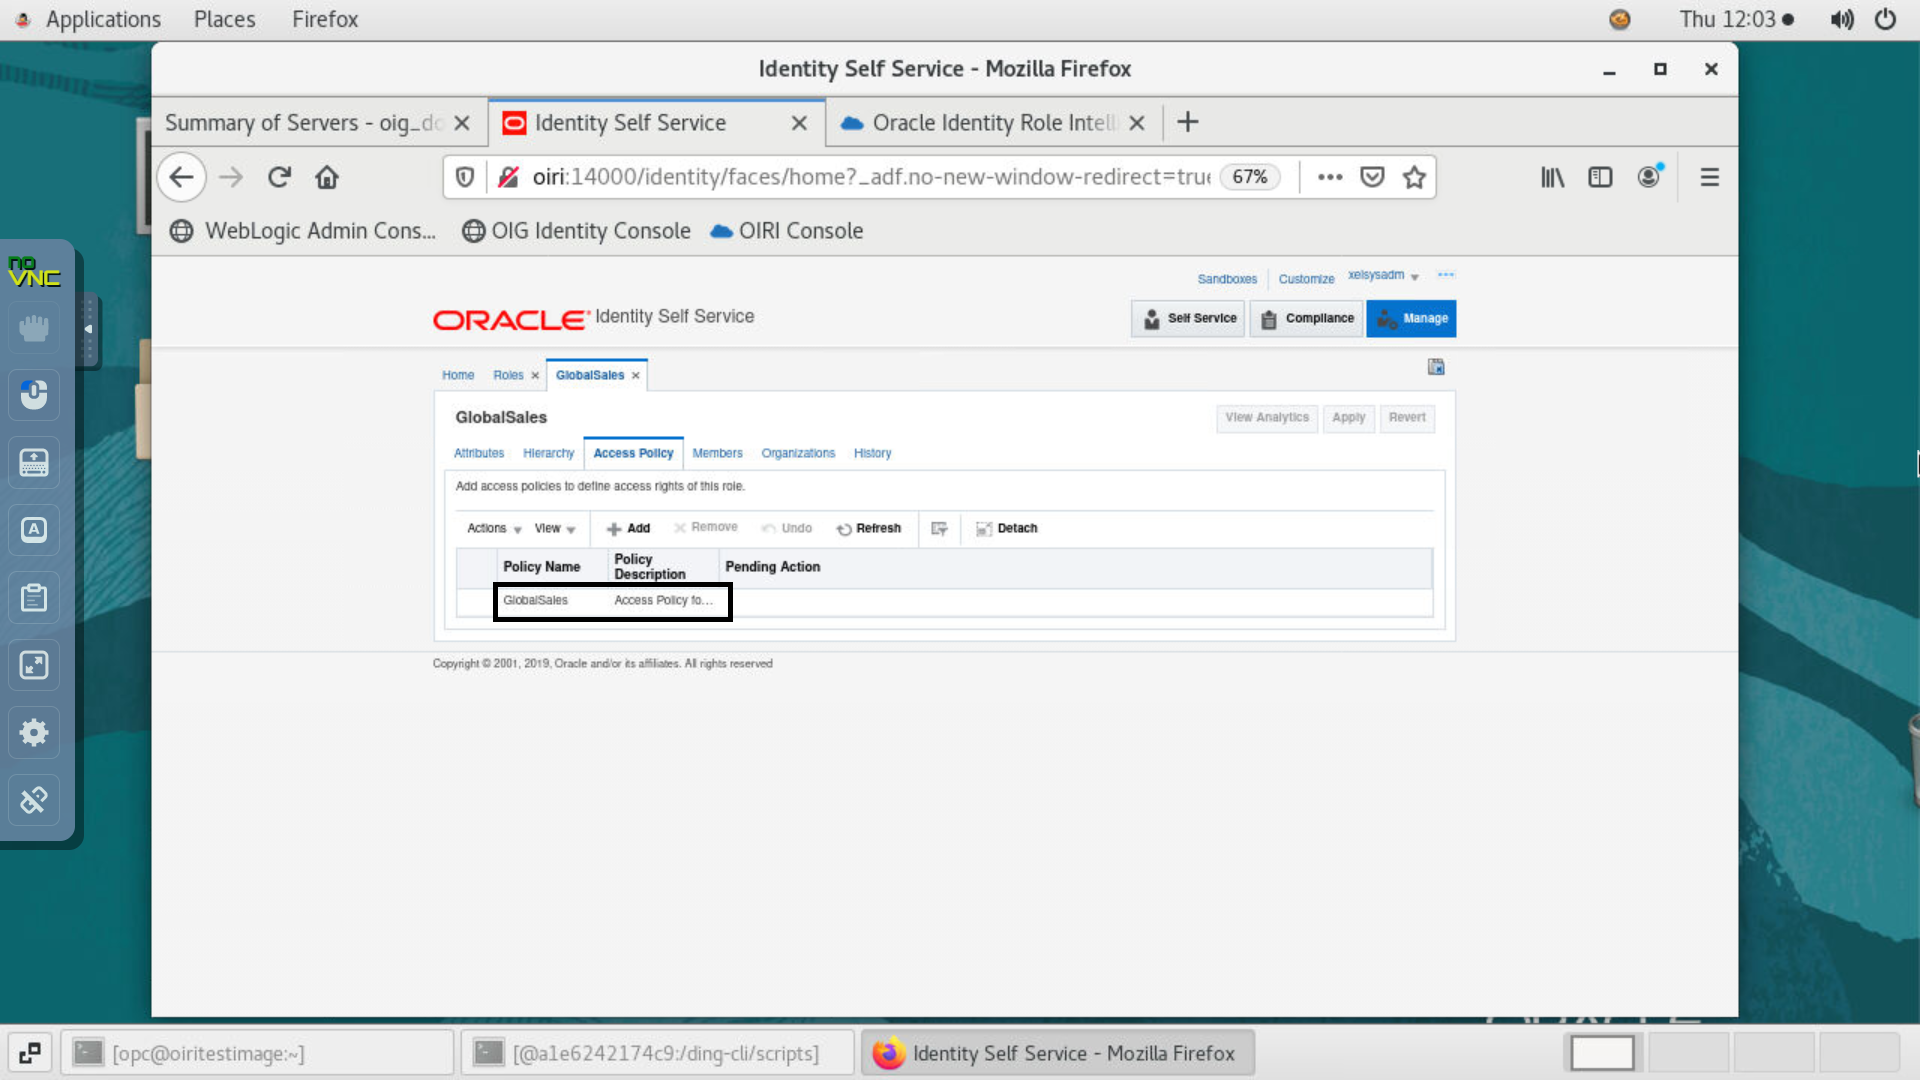 Applications Places Firefox Thu 12:03
Identity Self Service - Mozilla Firefox
Summary of Servers - oig_do Identity Self Service Oracle Identity Role Intelli
oiri:14000/identity/faces/home?_adf.no-new-window-redirect=true 67%
WebLogic Admin Cons... OIG Identity Console OIRI Console
no
VNC
Sandboxes Customize xelsysadm
ORACLE Identity Self Service Self Service Compliance Manage
Home Roles GlobalSales
GlobalSales View Analytics Apply Revert
Attributes Hierarchy Access Policy Members Organizations History
Add access policies to define access rights of this role.
Actions View Add Remove Undo Refresh Detach
Policy Name Policy Description Pending Action
GlobalSales Access Policy fo...
Copyright © 2001, 2019, Oracle and/or its affiliates. All rights reserved
[opc@oiritestimage:~] [@a1e6242174c9:/ding-cli/scripts] Identity Self Service - Mozilla Firefox